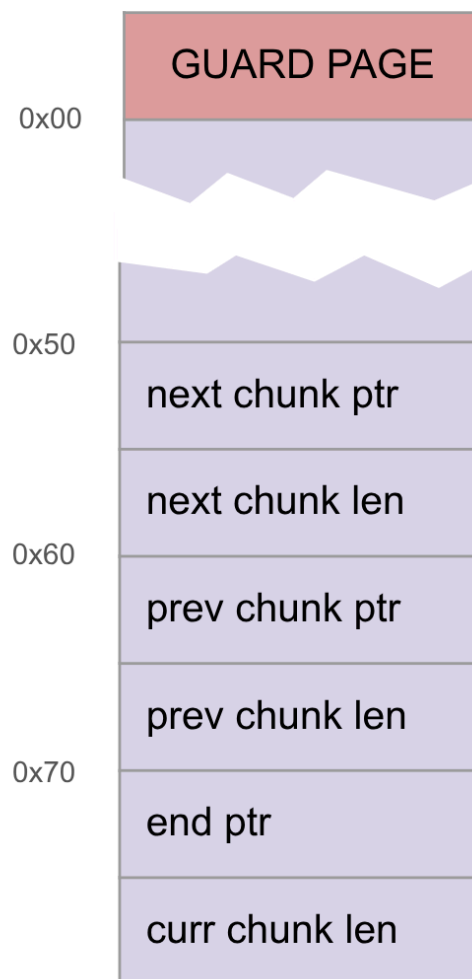 GUARD PAGE
0x00
0x50
next chunk ptr
next chunk len
0x60
prev chunk ptr
prev chunk len
0x70
end ptr
curr chunk len